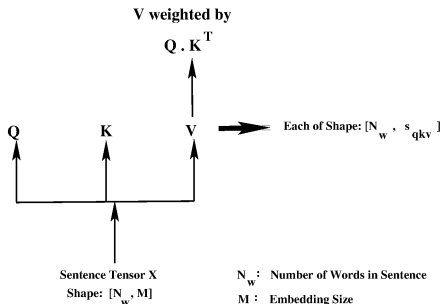 V weighted by
Q . K^T
Q K V Each of Shape: [N_w , s_qkv ]
Sentence Tensor X
Shape: [N_w, M]
N_w: Number of Words in Sentence
M: Embedding Size